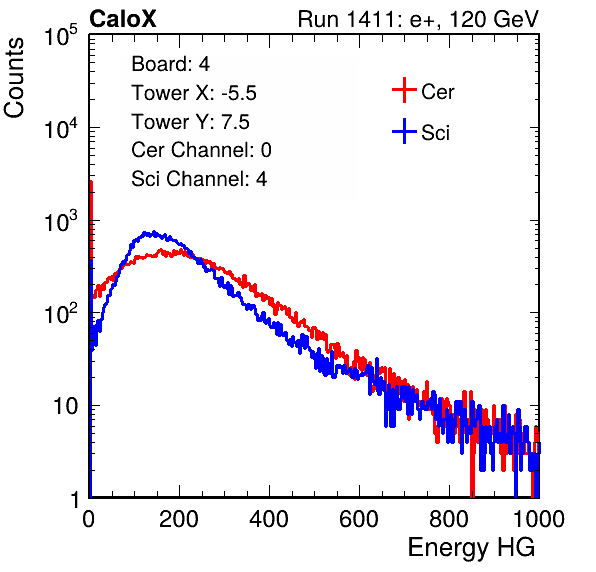 CaloX Run 1411: e+, 120 GeV
Counts
Board: 4
Tower X: -5.5
Tower Y: 7.5
Cer Channel: 0
Sci Channel: 4
Cer
Sci
10^5
10^4
10^3
10^2
10
1
0 200 400 600 800 1000
Energy HG